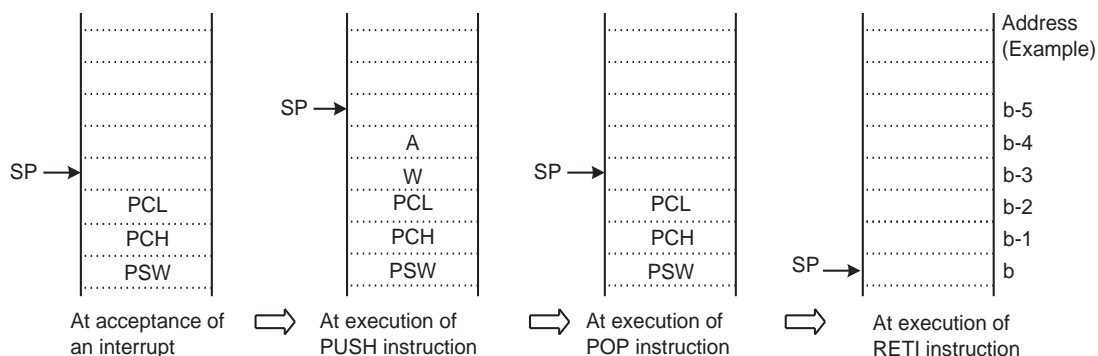 Address
(Example)
SP
b-5
A
b-4
SP
W
SP
b-3
PCL
PCL
PCL
b-2
PCH
PCH
PCH
b-1
PSW
PSW
PSW
SP
b
At acceptance of
an interrupt
At execution of
PUSH instruction
At execution of
POP instruction
At execution of
RETI instruction